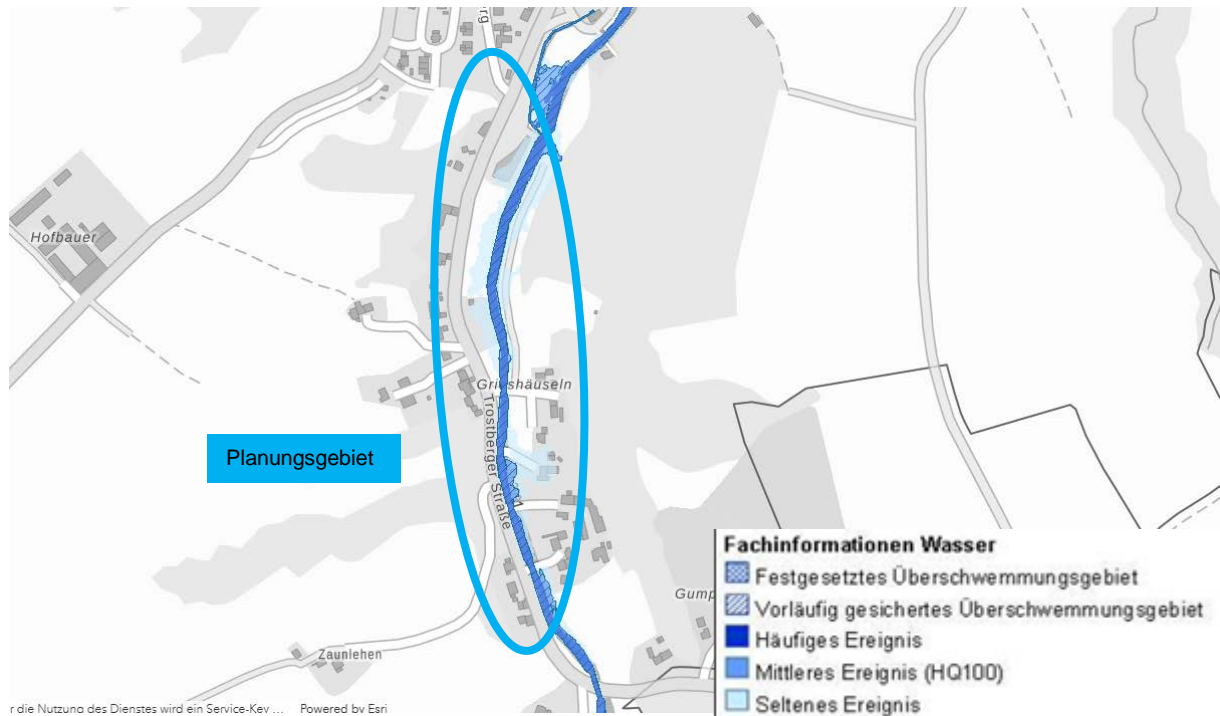 rg
Hofbauer
Grieshäuseln
Trostberger Straße
Planungsgebiet
Gump
Zaunlehen
Fachinformationen Wasser
Festgesetztes Überschwemmungsgebiet
Vorläufig gesichertes Überschwemmungsgebiet
Häufiges Ereignis
Mittleres Ereignis (HQ100)
Seltenes Ereignis
r die Nutzung des Dienstes wird ein Service-Key ... Powered by Esri